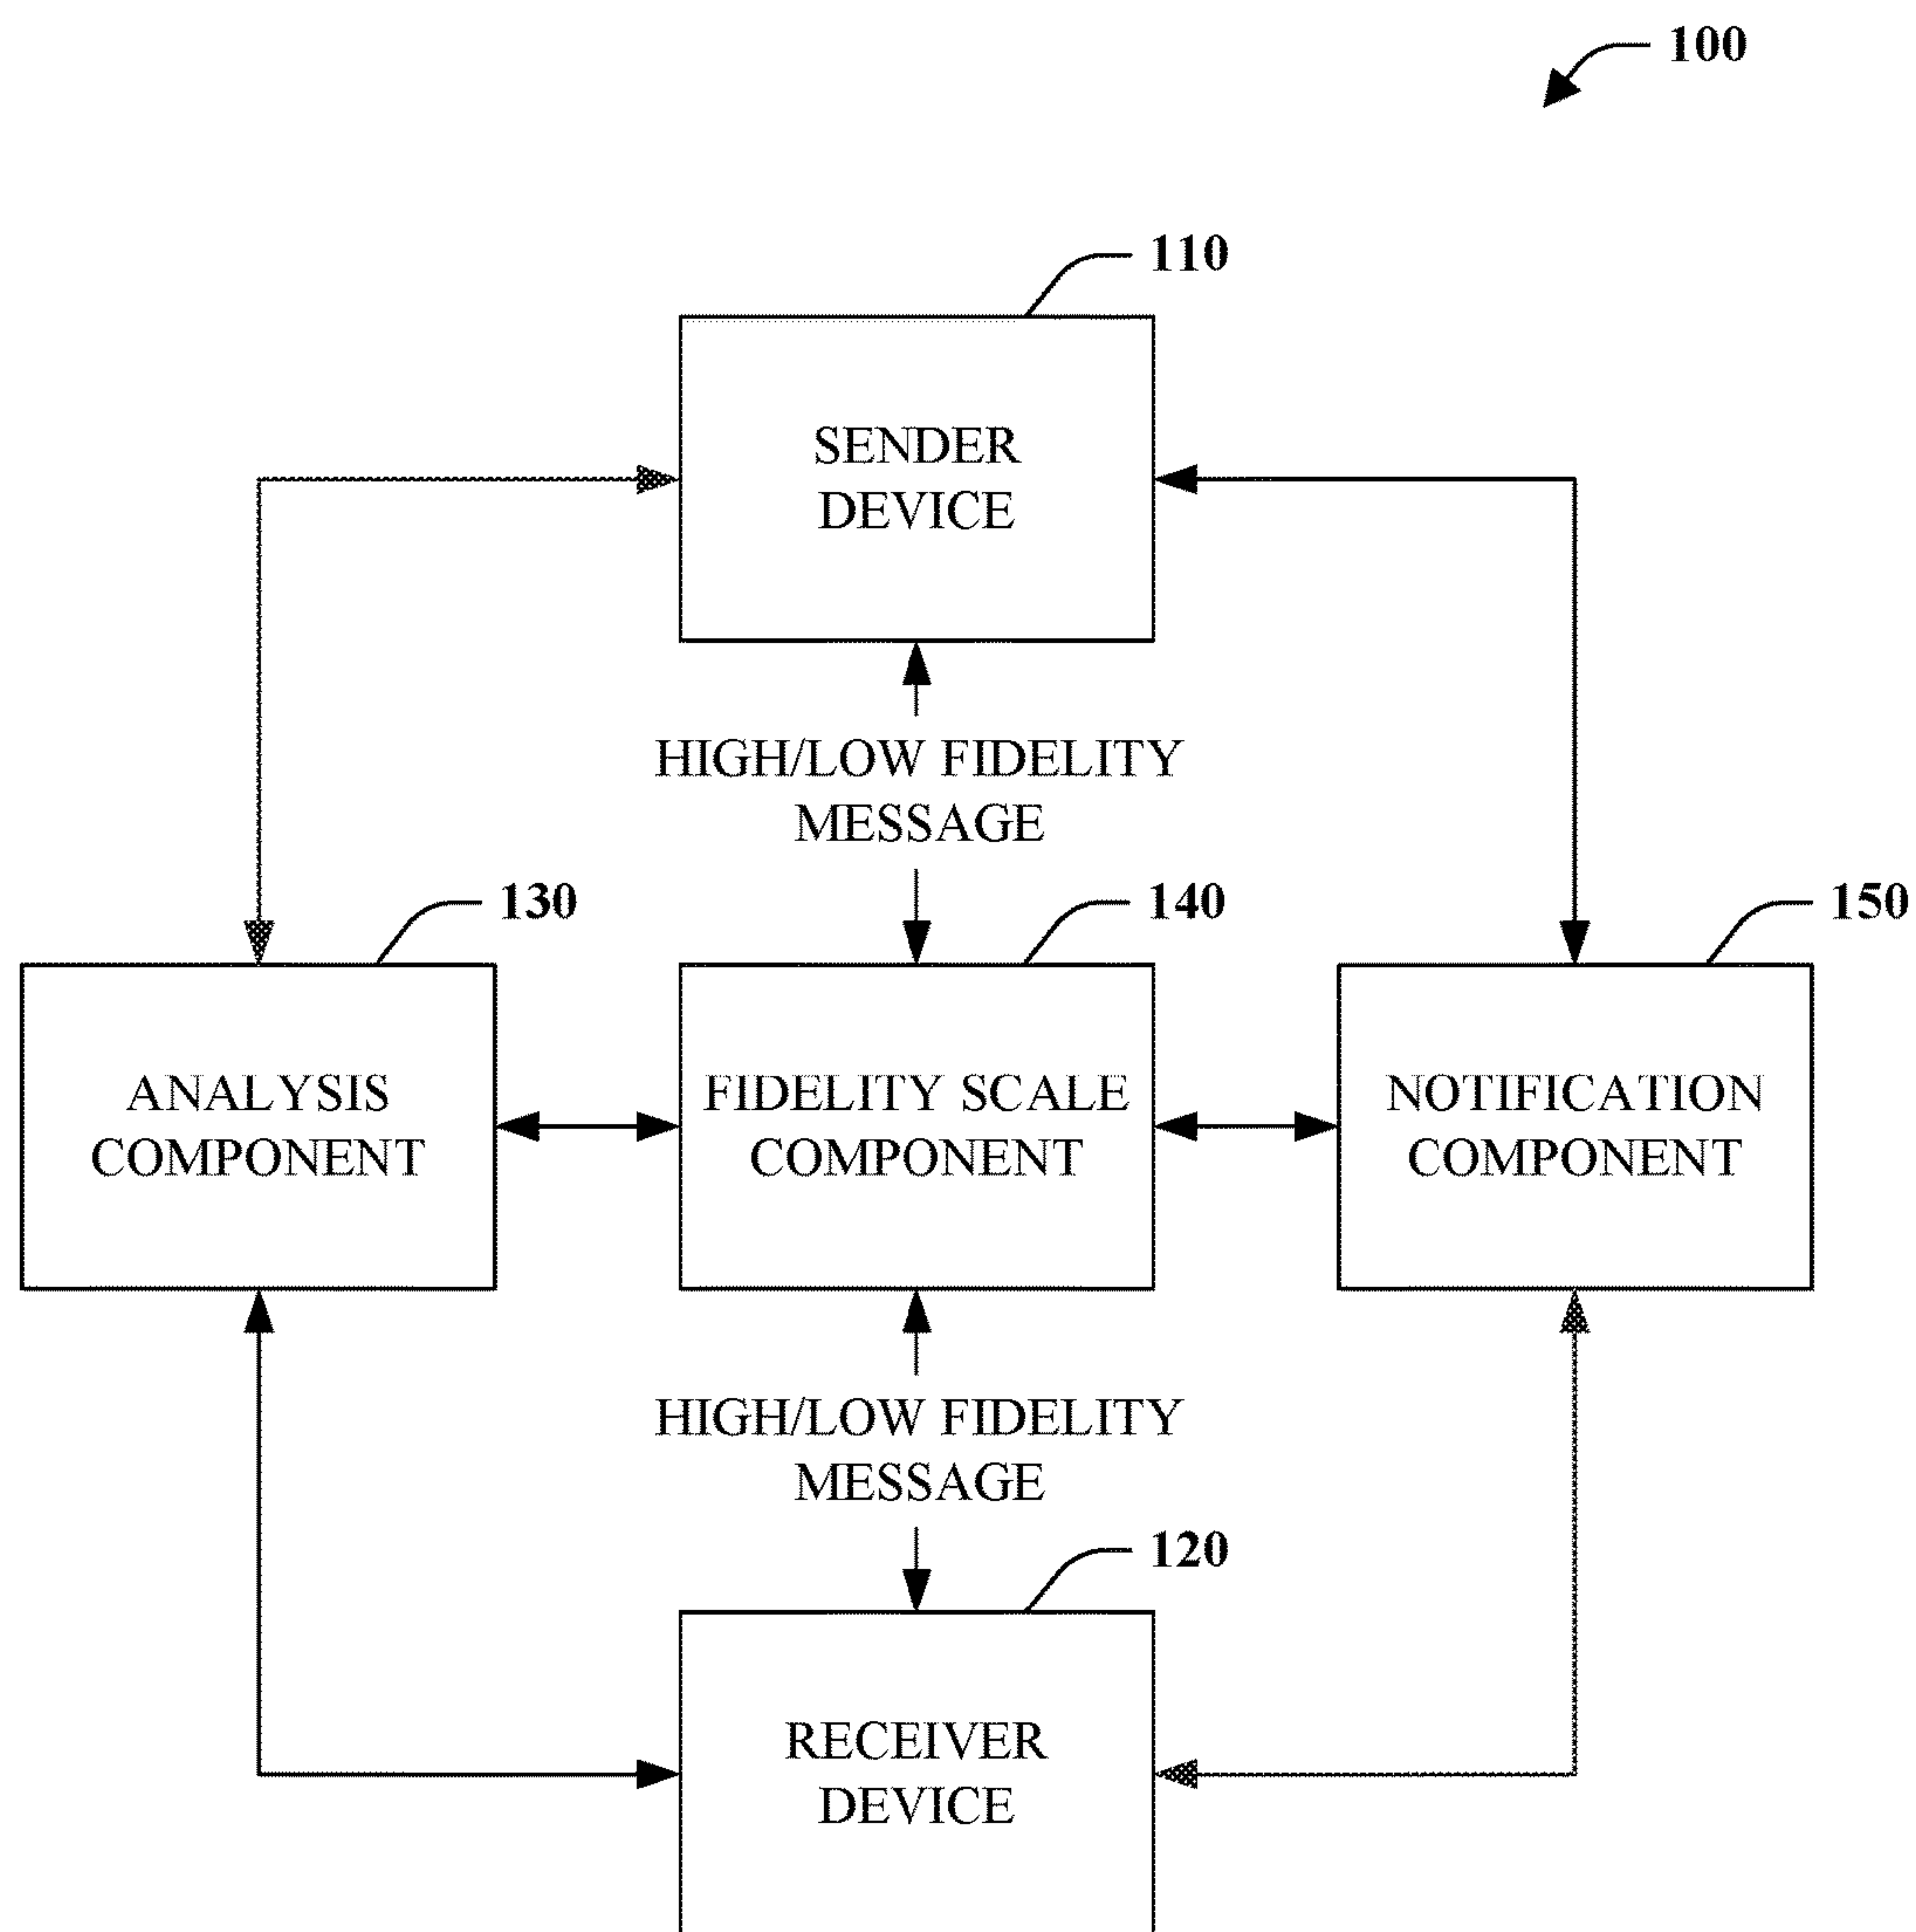 100
110
SENDER
DEVICE
HIGH/LOW FIDELITY
MESSAGE
130
140
150
ANALYSIS
COMPONENT
FIDELITY SCALE
COMPONENT
NOTIFICATION
COMPONENT
HIGH/LOW FIDELITY
MESSAGE
120
RECEIVER
DEVICE